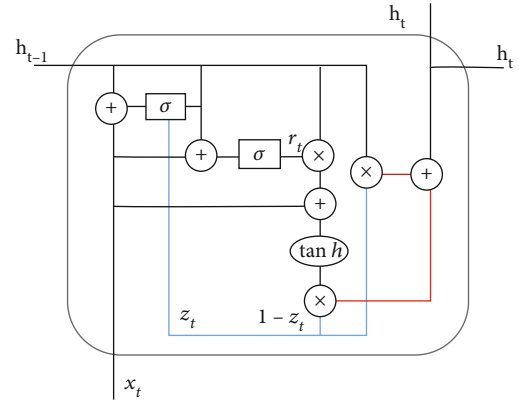 h_t
h_{t-1}
h_t
+
σ
+
σ
r_t
×
×
+
+
tan h
×
z_t
1 – z_t
x_t